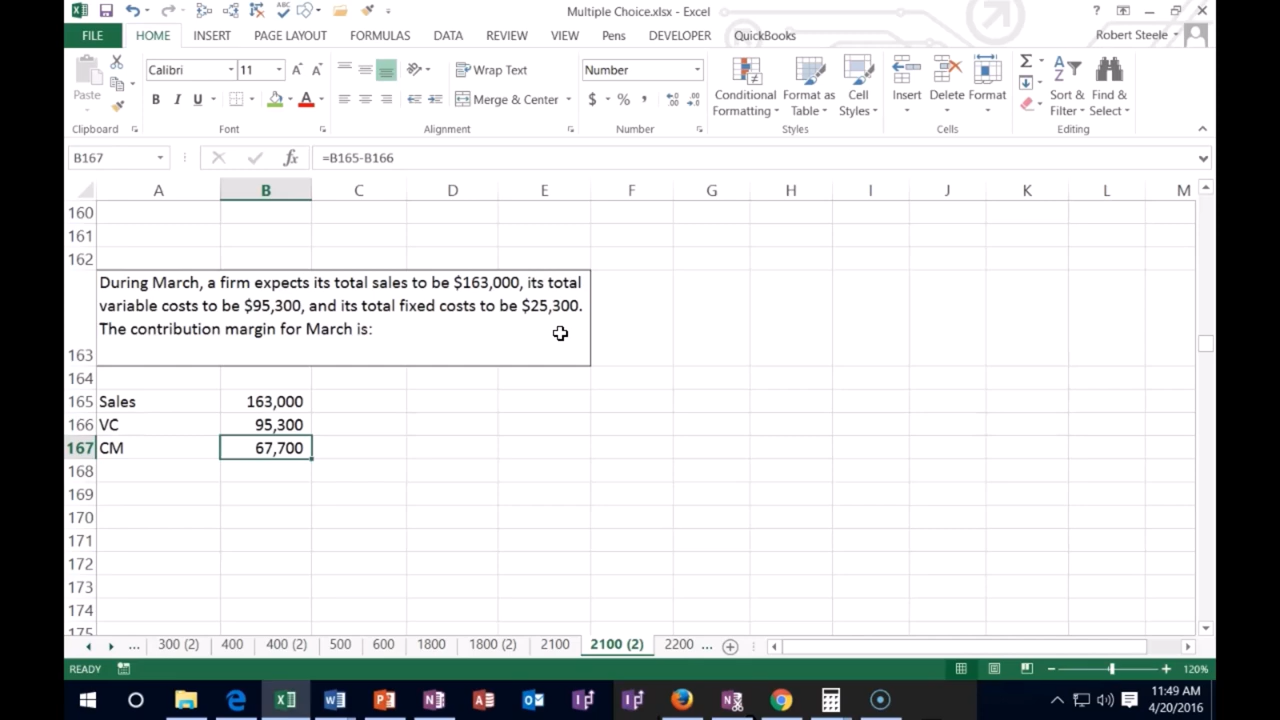 Multiple Choice.xlsx - Excel
?
FILE HOME INSERT PAGE LAYOUT FORMULAS DATA REVIEW VIEW Pens DEVELOPER QuickBooks Robert Steele
Calibri 11 Wrap Text Number
Paste B I U Merge & Center $ % , Conditional Formatting Format as Table Cell Styles Insert Delete Format Sort & Filter Find & Select
Clipboard Font Alignment Number Styles Cells Editing
B167 fx =B165-B166
A B C D E F G H I J K L M
160
161
162
During March, a firm expects its total sales to be $163,000, its total
variable costs to be $95,300, and its total fixed costs to be $25,300.
The contribution margin for March is:
163
164
165 Sales 163,000
166 VC 95,300
167 CM 67,700
168
169
170
171
172
173
174
175
... 300 (2) 400 400 (2) 500 600 1800 1800 (2) 2100 2100 (2) 2200 ...
READY 120%
11:49 AM
4/20/2016